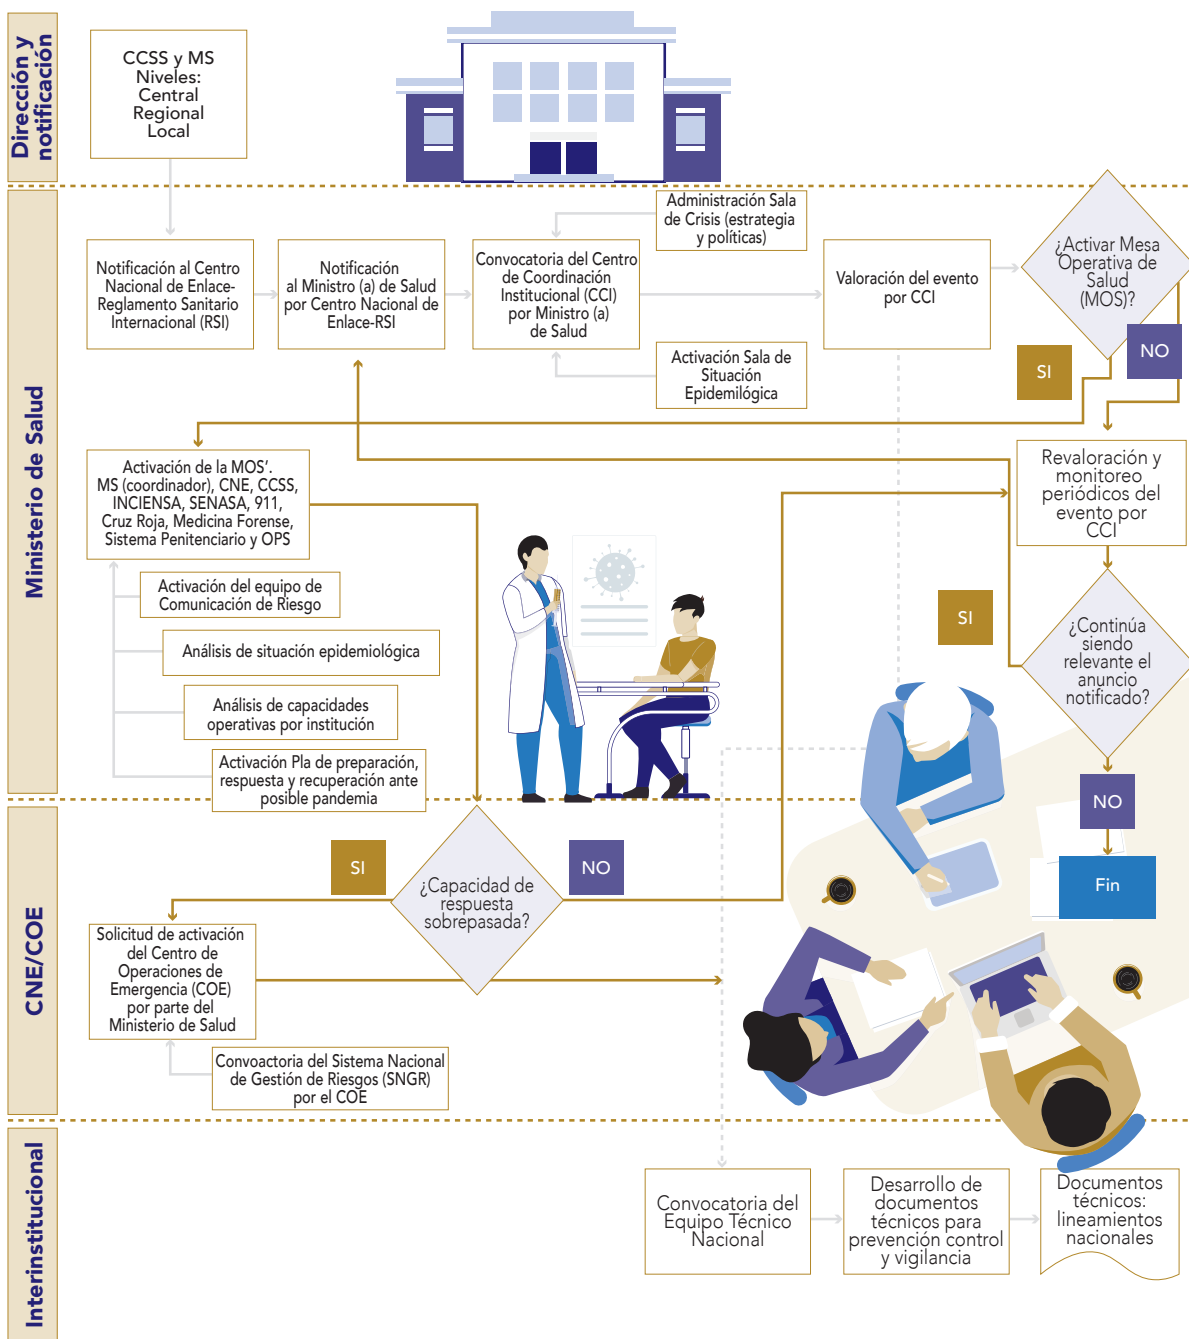 Dirección y
notificación
CCSS y MS
Niveles:
Central
Regional
Local
Ministerio de Salud
Notificación al Centro
Nacional de Enlace-
Reglamento Sanitario
Internacional (RSI)
Notificación
al Ministro (a) de Salud
por Centro Nacional de
Enlace-RSI
Administración Sala
de Crisis (estrategia
y políticas)
Convocatoria del Centro
de Coordinación
Institucional (CCI)
por Ministro (a)
de Salud
Activación Sala de
Situación
Epidemilógica
Valoración del evento
por CCI
¿Activar Mesa
Operativa de
Salud
(MOS)?
SI
NO
Activación de la MOS'.
MS (coordinador), CNE, CCSS,
INCIENSA, SENASA, 911,
Cruz Roja, Medicina Forense,
Sistema Penitenciario y OPS
Activación del equipo de
Comunicación de Riesgo
Análisis de situación epidemiológica
Análisis de capacidades
operativas por institución
Activación Pla de preparación,
respuesta y recuperación ante
posible pandemia
Revaloración y
monitoreo
periódicos del
evento por
CCI
SI
¿Continúa
siendo
relevante el
anuncio
notificado?
NO
Fin
CNE/COE
SI
¿Capacidad de
respuesta
sobrepasada?
NO
Solicitud de activación
del Centro de
Operaciones de
Emergencia (COE)
por parte del
Ministerio de Salud
Convoactoria del Sistema Nacional
de Gestión de Riesgos (SNGR)
por el COE
Interinstitucional
Convocatoria del
Equipo Técnico
Nacional
Desarrollo de
documentos
técnicos para
prevención control
y vigilancia
Documentos
técnicos:
lineamientos
nacionales